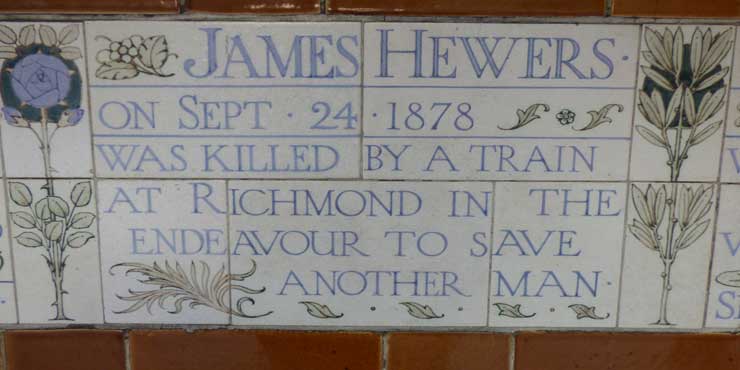 JAMES HEWERS·
ON SEPT · 24 · 1878
WAS KILLED BY A TRAIN
AT RICHMOND IN THE
ENDEAVOUR TO SAVE
ANOTHER MAN·